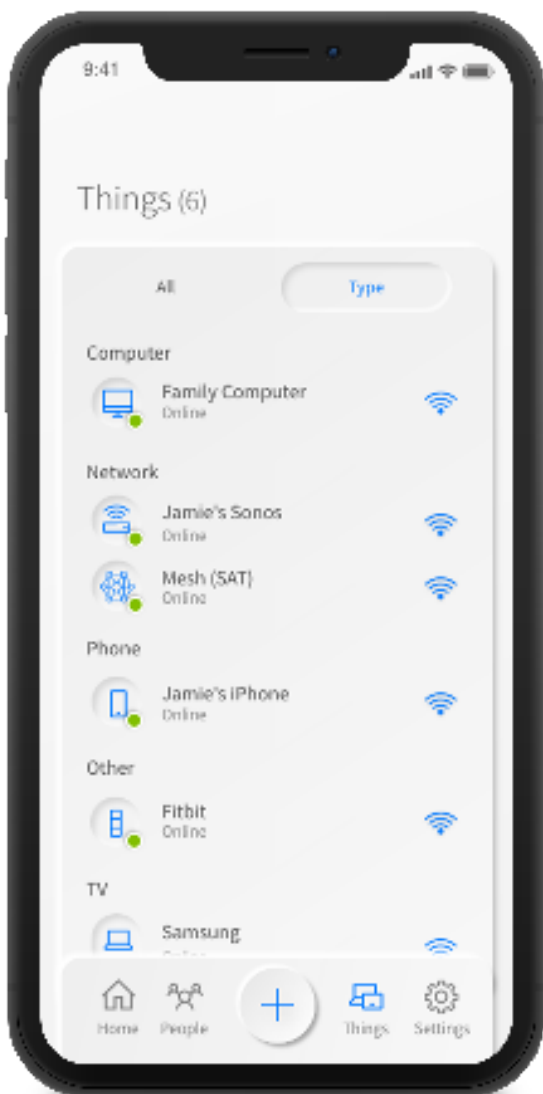 9:41
Things (6)
All Type
Computer
Family Computer
Online
Network
Jamie's Sonos
Online
Mesh (SAT)
Online
Phone
Jamie's iPhone
Online
Other
Fitbit
Online
TV
Samsung
Home People Things Settings